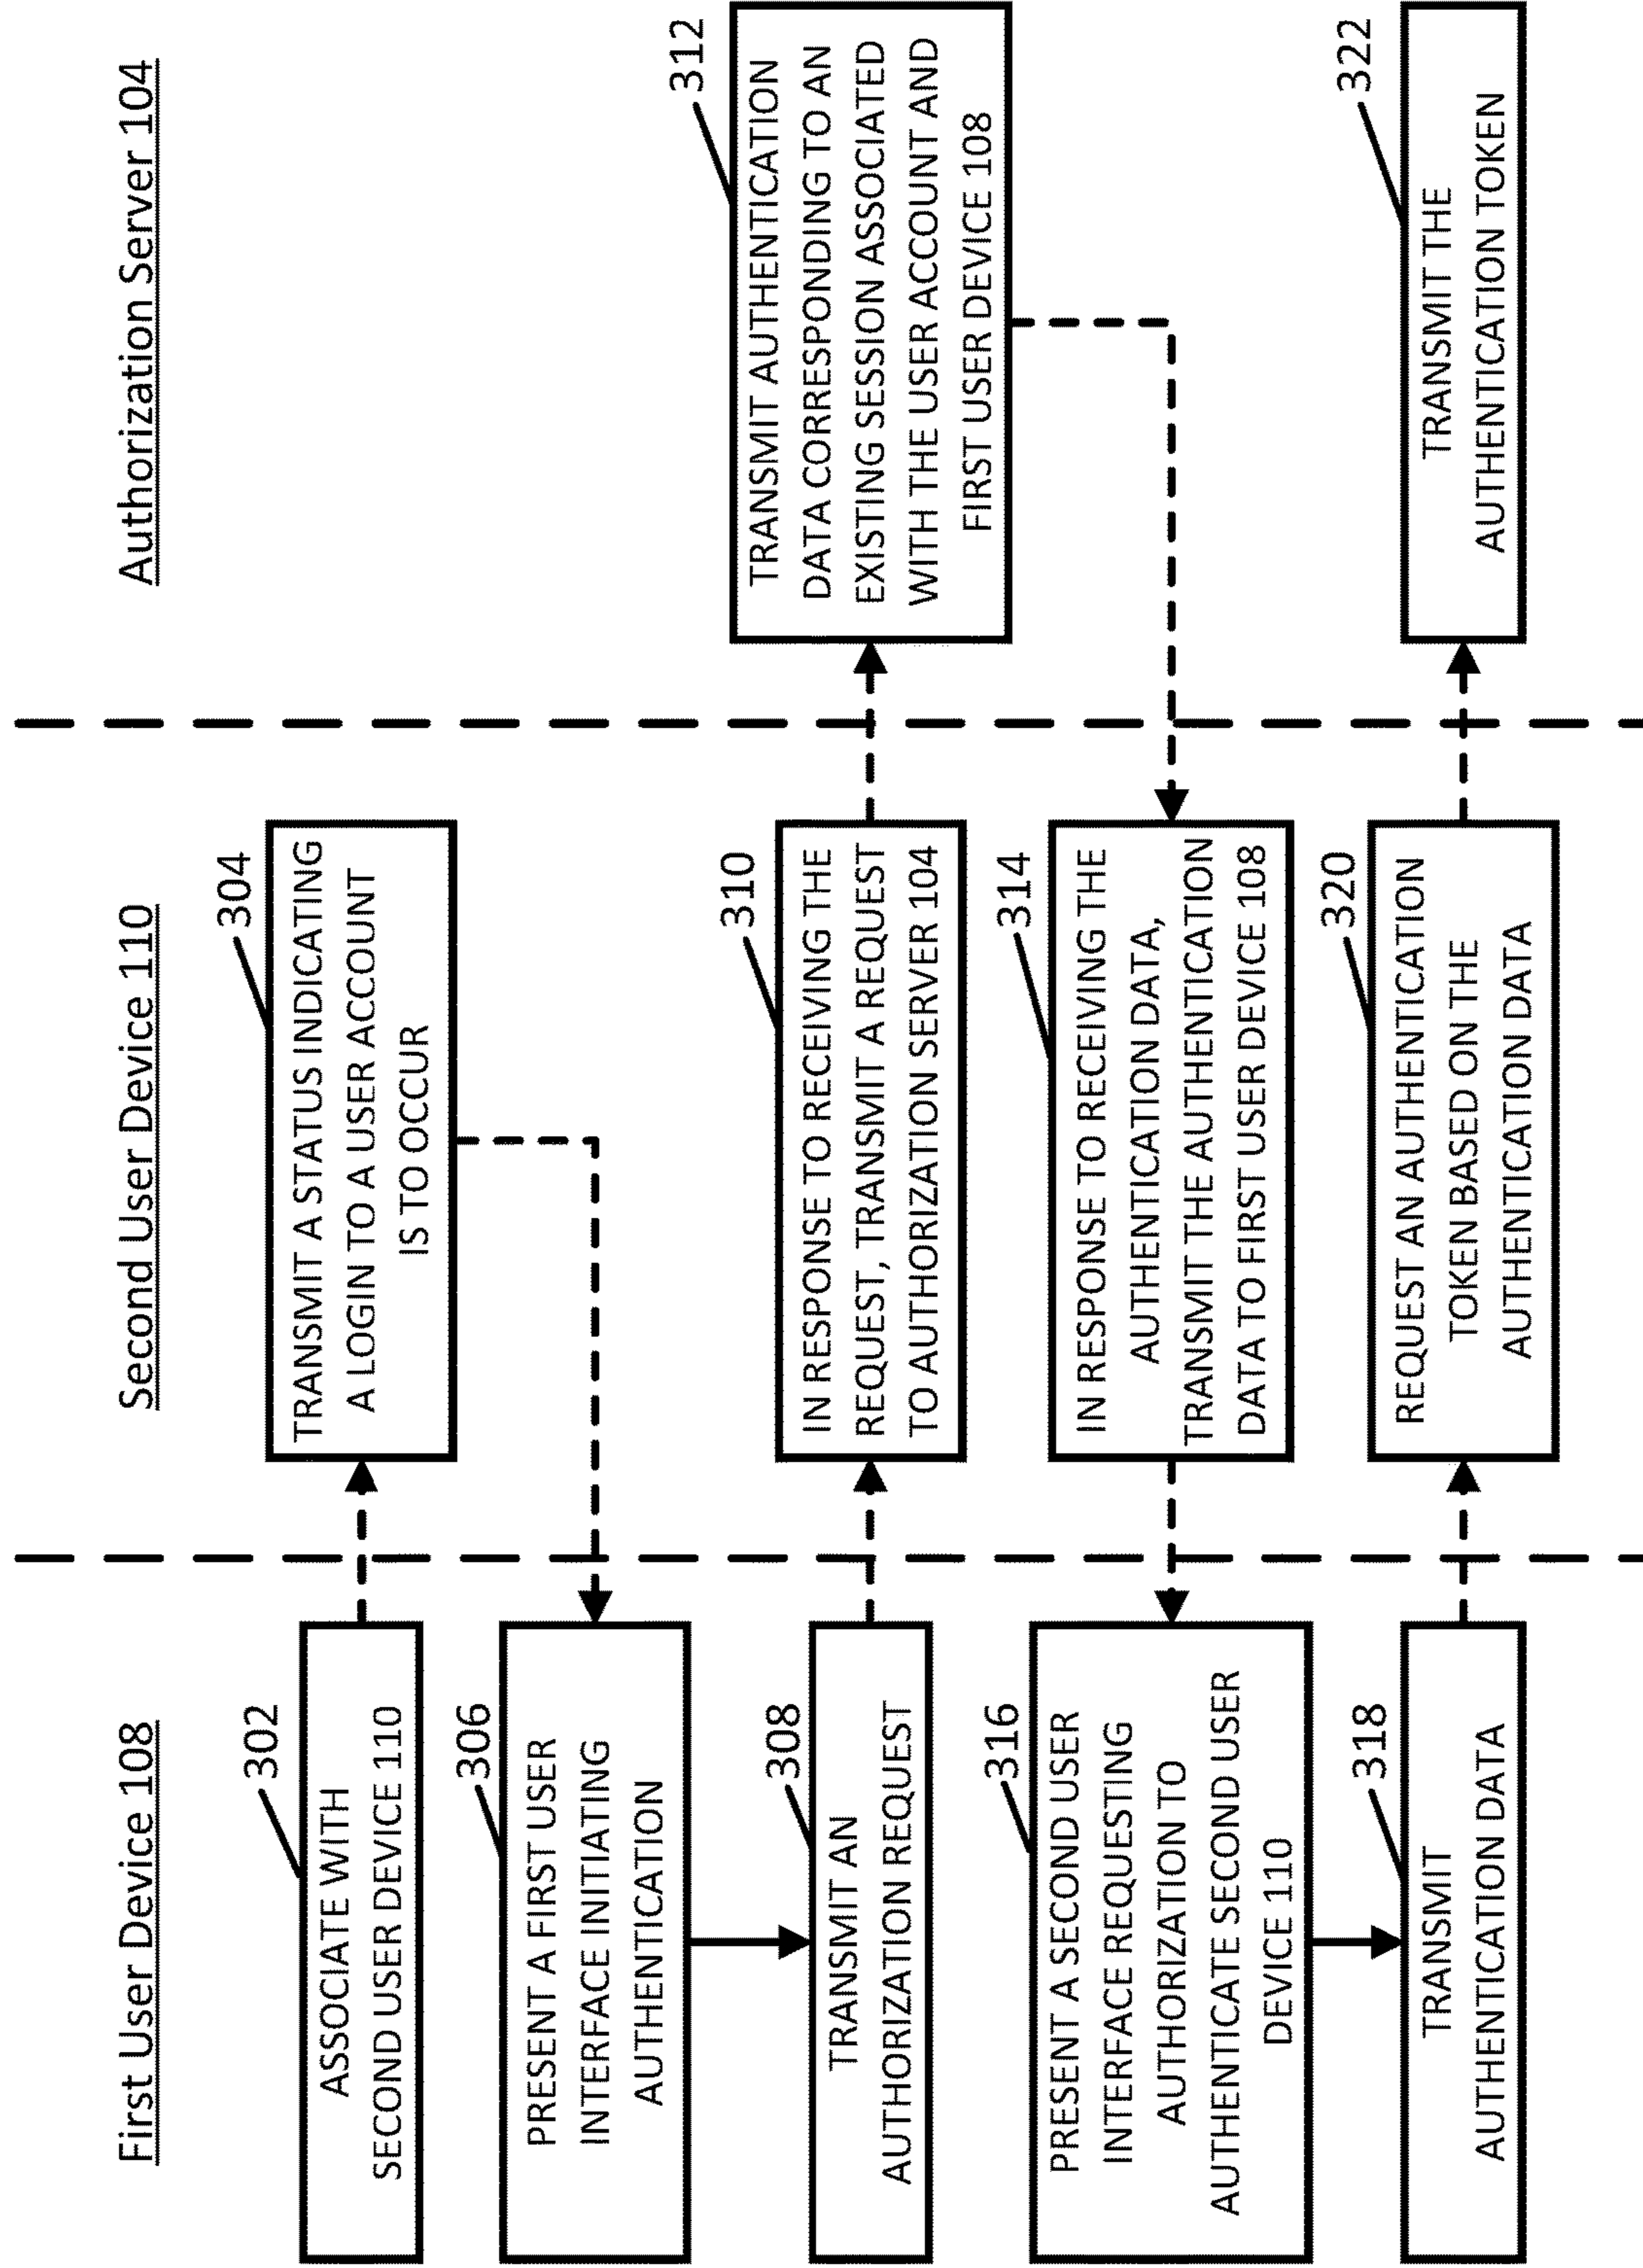 First User Device 108
Second User Device 110
Authorization Server 104
302
ASSOCIATE WITH
SECOND USER DEVICE 110
304
TRANSMIT A STATUS INDICATING
A LOGIN TO A USER ACCOUNT
IS TO OCCUR
306
PRESENT A FIRST USER
INTERFACE INITIATING
AUTHENTICATION
308
TRANSMIT AN
AUTHORIZATION REQUEST
310
IN RESPONSE TO RECEIVING THE
REQUEST, TRANSMIT A REQUEST
TO AUTHORIZATION SERVER 104
312
TRANSMIT AUTHENTICATION
DATA CORRESPONDING TO AN
EXISTING SESSION ASSOCIATED
WITH THE USER ACCOUNT AND
FIRST USER DEVICE 108
314
IN RESPONSE TO RECEIVING THE
AUTHENTICATION DATA,
TRANSMIT THE AUTHENTICATION
DATA TO FIRST USER DEVICE 108
316
PRESENT A SECOND USER
INTERFACE REQUESTING
AUTHORIZATION TO
AUTHENTICATE SECOND USER
DEVICE 110
318
TRANSMIT
AUTHENTICATION DATA
320
REQUEST AN AUTHENTICATION
TOKEN BASED ON THE
AUTHENTICATION DATA
322
TRANSMIT THE
AUTHENTICATION TOKEN